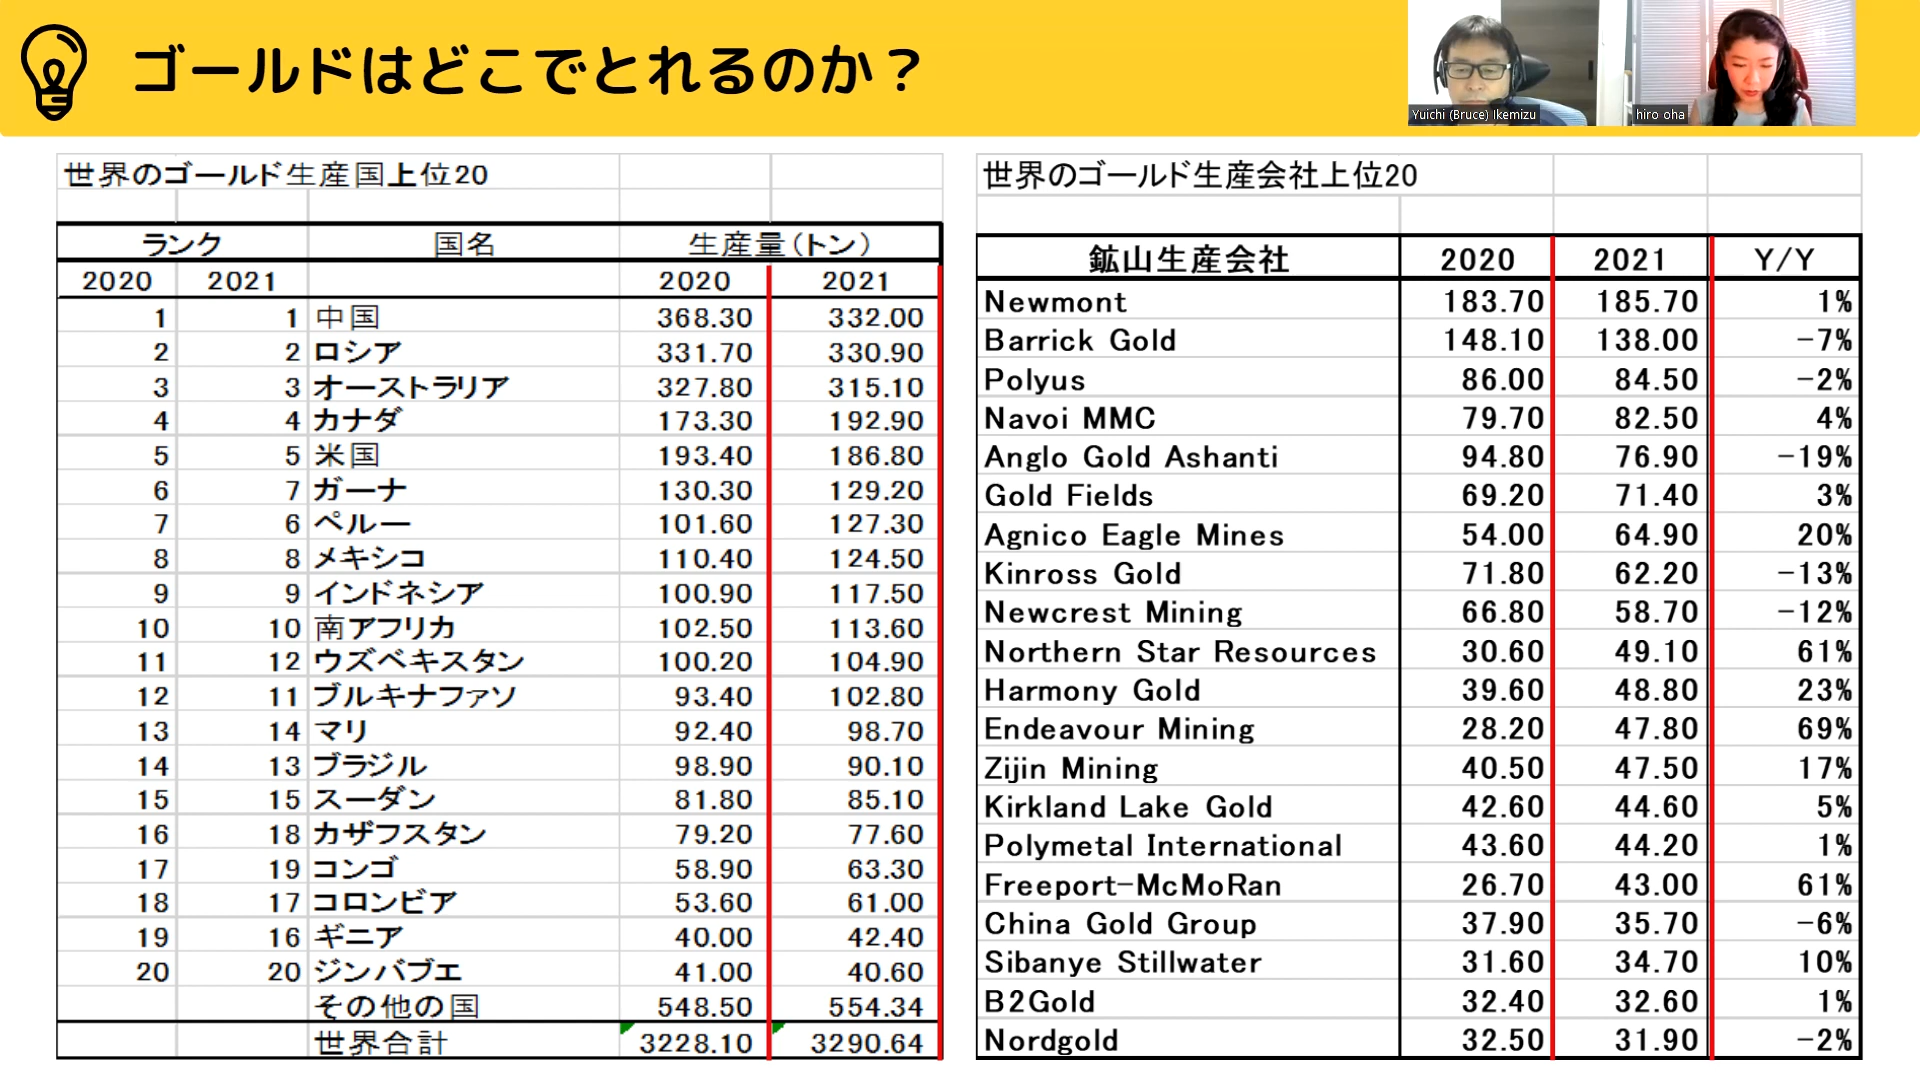 ゴールドはどこでとれるのか？
Yuichi (Bruce) Ikemizu
hiro oha
世界のゴールド生産国上位20
ランク 国名 生産量(トン)
2020 2021 2020 2021
1 1 中国 368.30 332.00
2 2 ロシア 331.70 330.90
3 3 オーストラリア 327.80 315.10
4 4 カナダ 173.30 192.90
5 5 米国 193.40 186.80
6 7 ガーナ 130.30 129.20
7 6 ペルー 101.60 127.30
8 8 メキシコ 110.40 124.50
9 9 インドネシア 100.90 117.50
10 10 南アフリカ 102.50 113.60
11 12 ウズベキスタン 100.20 104.90
12 11 ブルキナファソ 93.40 102.80
13 14 マリ 92.40 98.70
14 13 ブラジル 98.90 90.10
15 15 スーダン 81.80 85.10
16 18 カザフスタン 79.20 77.60
17 19 コンゴ 58.90 63.30
18 17 コロンビア 53.60 61.00
19 16 ギニア 40.00 42.40
20 20 ジンバブエ 41.00 40.60
その他の国 548.50 554.34
世界合計 3228.10 3290.64
世界のゴールド生産会社上位20
鉱山生産会社 2020 2021 Y/Y
Newmont 183.70 185.70 1%
Barrick Gold 148.10 138.00 -7%
Polyus 86.00 84.50 -2%
Navoi MMC 79.70 82.50 4%
Anglo Gold Ashanti 94.80 76.90 -19%
Gold Fields 69.20 71.40 3%
Agnico Eagle Mines 54.00 64.90 20%
Kinross Gold 71.80 62.20 -13%
Newcrest Mining 66.80 58.70 -12%
Northern Star Resources 30.60 49.10 61%
Harmony Gold 39.60 48.80 23%
Endeavour Mining 28.20 47.80 69%
Zijin Mining 40.50 47.50 17%
Kirkland Lake Gold 42.60 44.60 5%
Polymetal International 43.60 44.20 1%
Freeport-McMoRan 26.70 43.00 61%
China Gold Group 37.90 35.70 -6%
Sibanye Stillwater 31.60 34.70 10%
B2Gold 32.40 32.60 1%
Nordgold 32.50 31.90 -2%